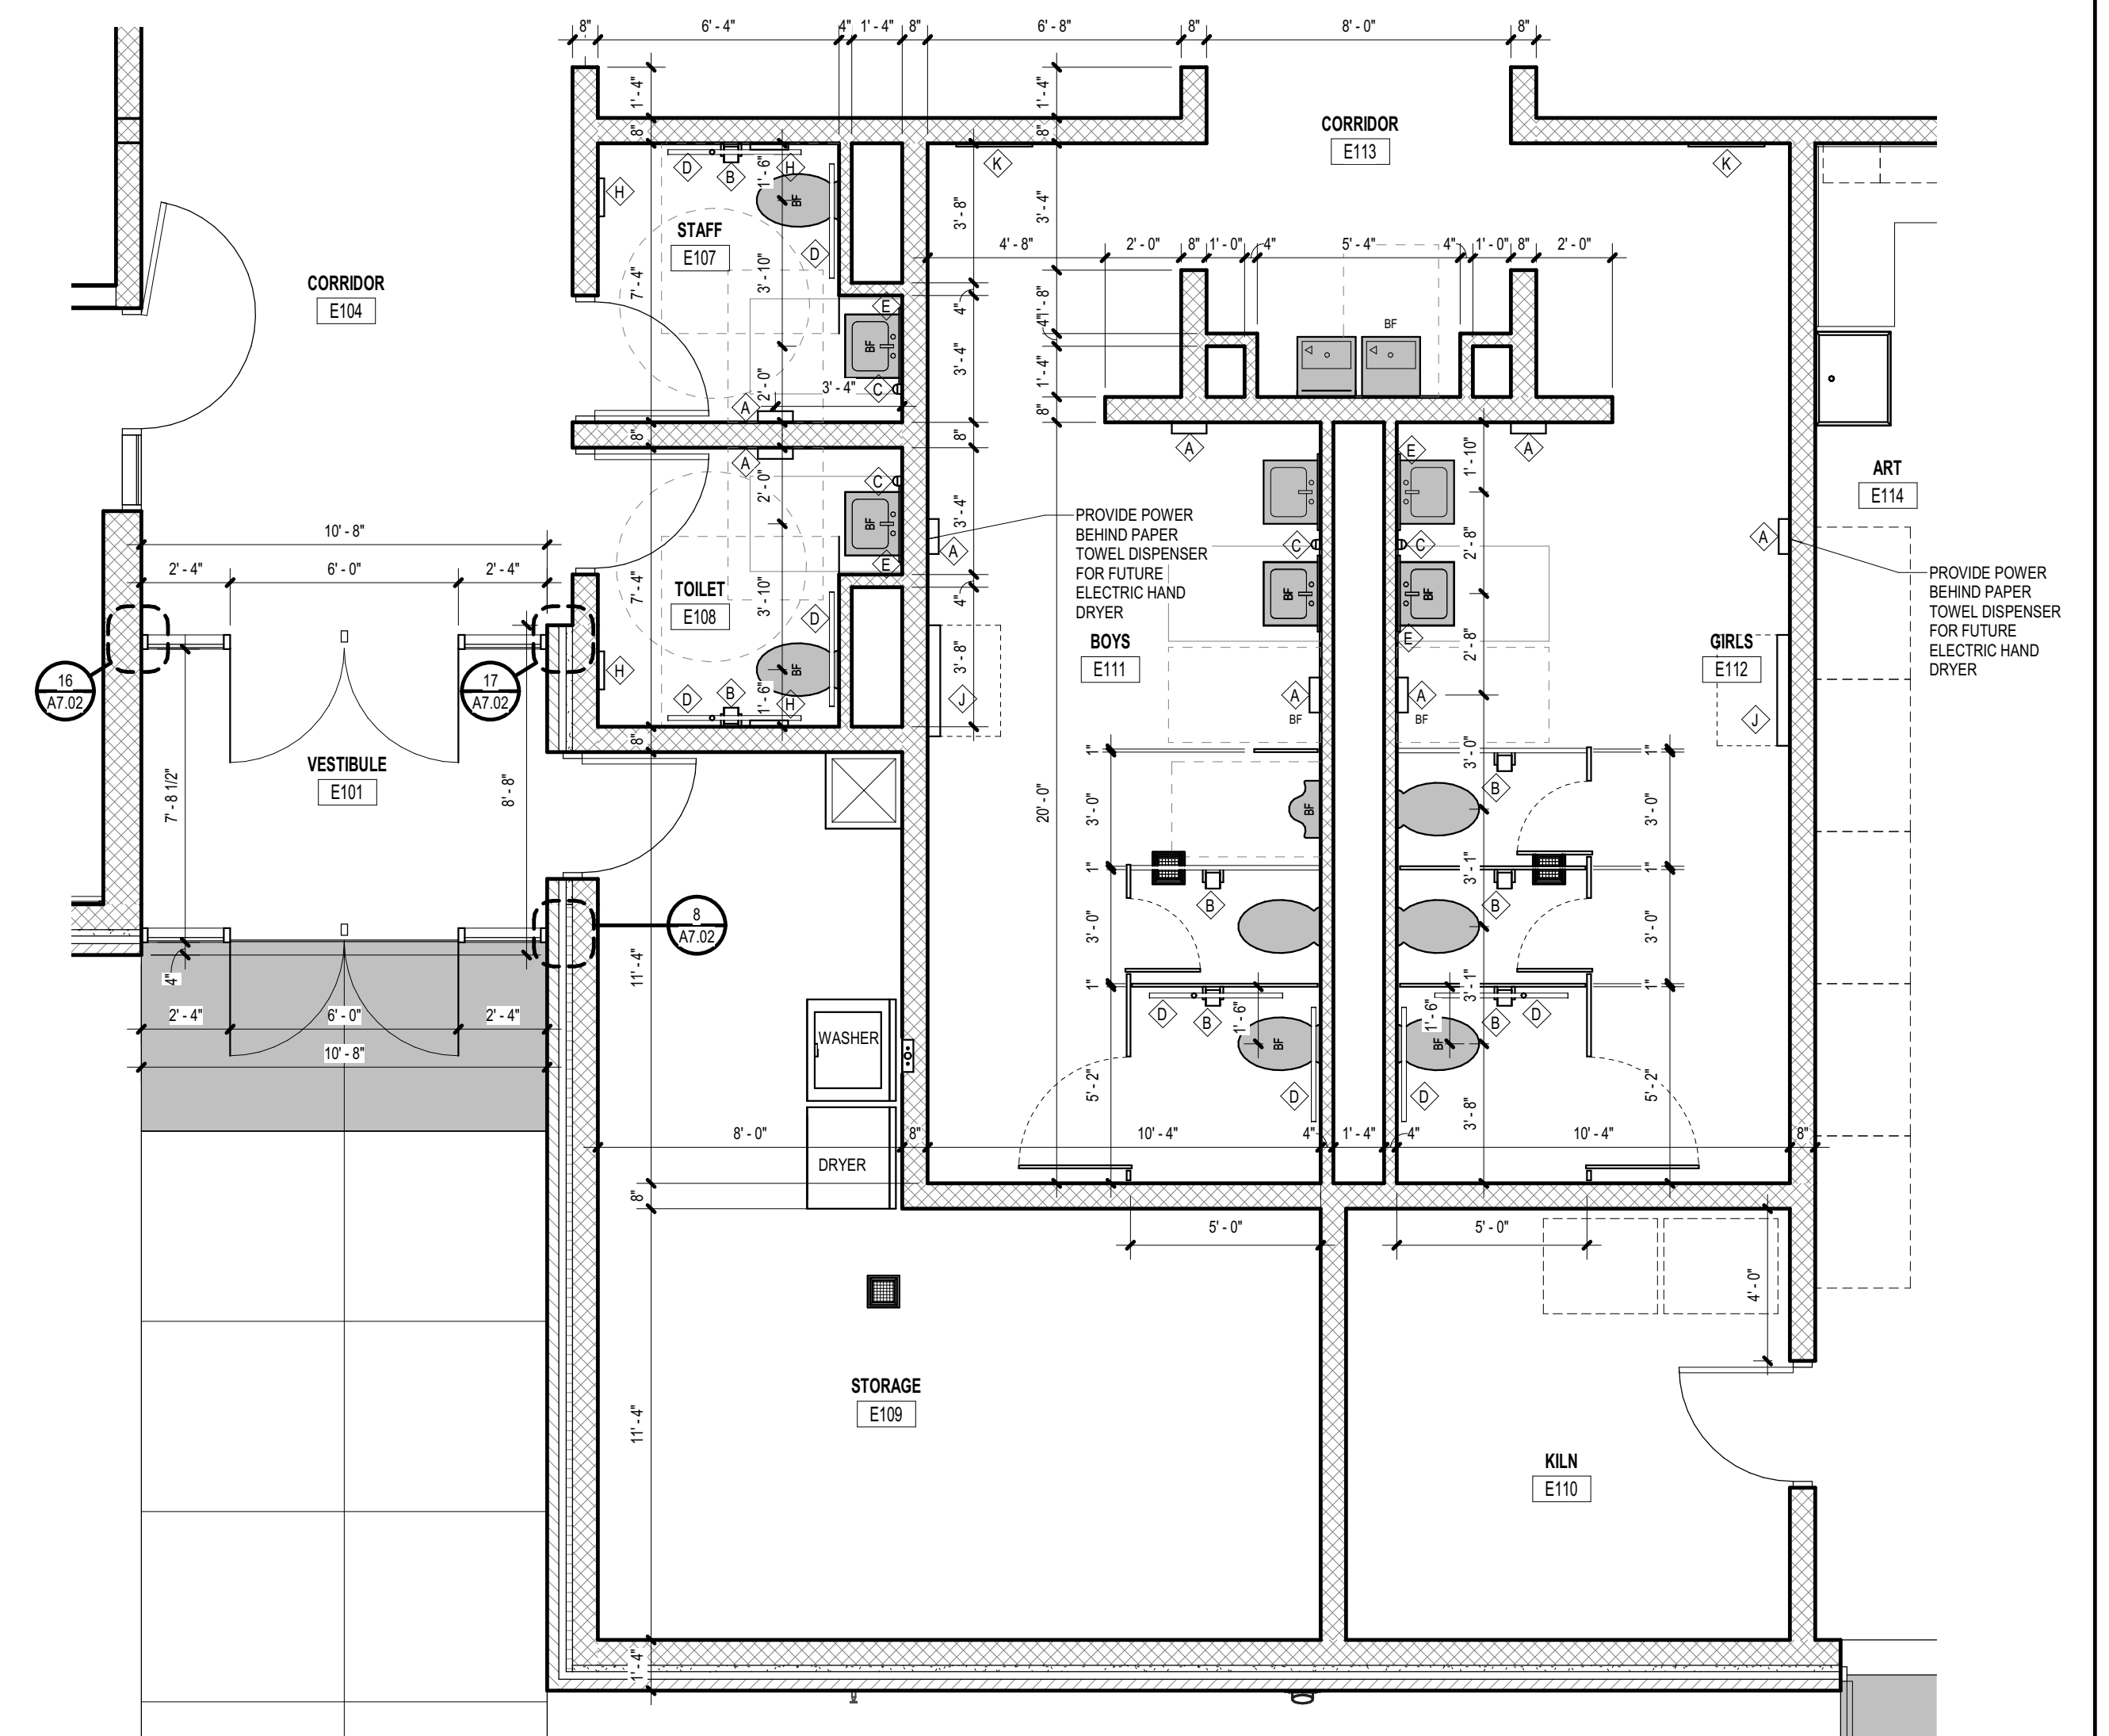 8"
6' - 4"
4"
1' - 4"
8"
6' - 8"
8"
8' - 0"
8"
1' - 4"
8"
1' - 4"
8"
CORRIDOR
E113
K
K
D
B
H
1' - 6"
BF
H
STAFF
E107
D
3' - 8"
3' - 4"
4' - 8"
2' - 0"
8"
1' - 0"
4"
5' - 4"
4"
1' - 0"
8"
2' - 0"
CORRIDOR
E104
7' - 4"
3' - 10"
E
4"
1' - 8"
4"
BF
BF
3' - 4"
1' - 4"
2' - 0"
3' - 4"
C
A
8"
8"
8"
A
A
A
E
1' - 10"
ART
E114
A
C
2' - 0"
BF
3' - 4"
A
PROVIDE POWER
BEHIND PAPER
TOWEL DISPENSER
FOR FUTURE
ELECTRIC HAND
DRYER
C
C
2' - 8"
PROVIDE POWER
BEHIND PAPER
TOWEL DISPENSER
FOR FUTURE
ELECTRIC HAND
DRYER
10' - 8"
2' - 4"
6' - 0"
2' - 4"
E
7' - 4"
TOILET
E108
3' - 10"
D
4"
BF
BF
E
2' - 8"
BOYS
E111
GIRLS
E112
16
A7.02
17
A7.02
H
D
B
H
1' - 6"
BF
3' - 8"
J
A
BF
A
BF
J
8"
VESTIBULE
E101
7' - 8 1/2"
8' - 8"
20' - 0"
1"
3' - 0"
BF
3' - 0"
B
1"
3' - 0"
1"
B
3' - 1"
B
1"
8
A7.02
3' - 0"
3' - 0"
4"
11' - 4"
1"
D
B
1' - 6"
BF
3' - 1"
1' - 6"
BF
B
D
1"
2' - 4"
6' - 0"
2' - 4"
10' - 8"
WASHER
5' - 2"
D
D
3' - 8"
5' - 2"
8' - 0"
8"
10' - 4"
4"
1' - 4"
4"
10' - 4"
8"
DRYER
8"
5' - 0"
5' - 0"
4' - 0"
STORAGE
E109
11' - 4"
KILN
E110
1' - 4"